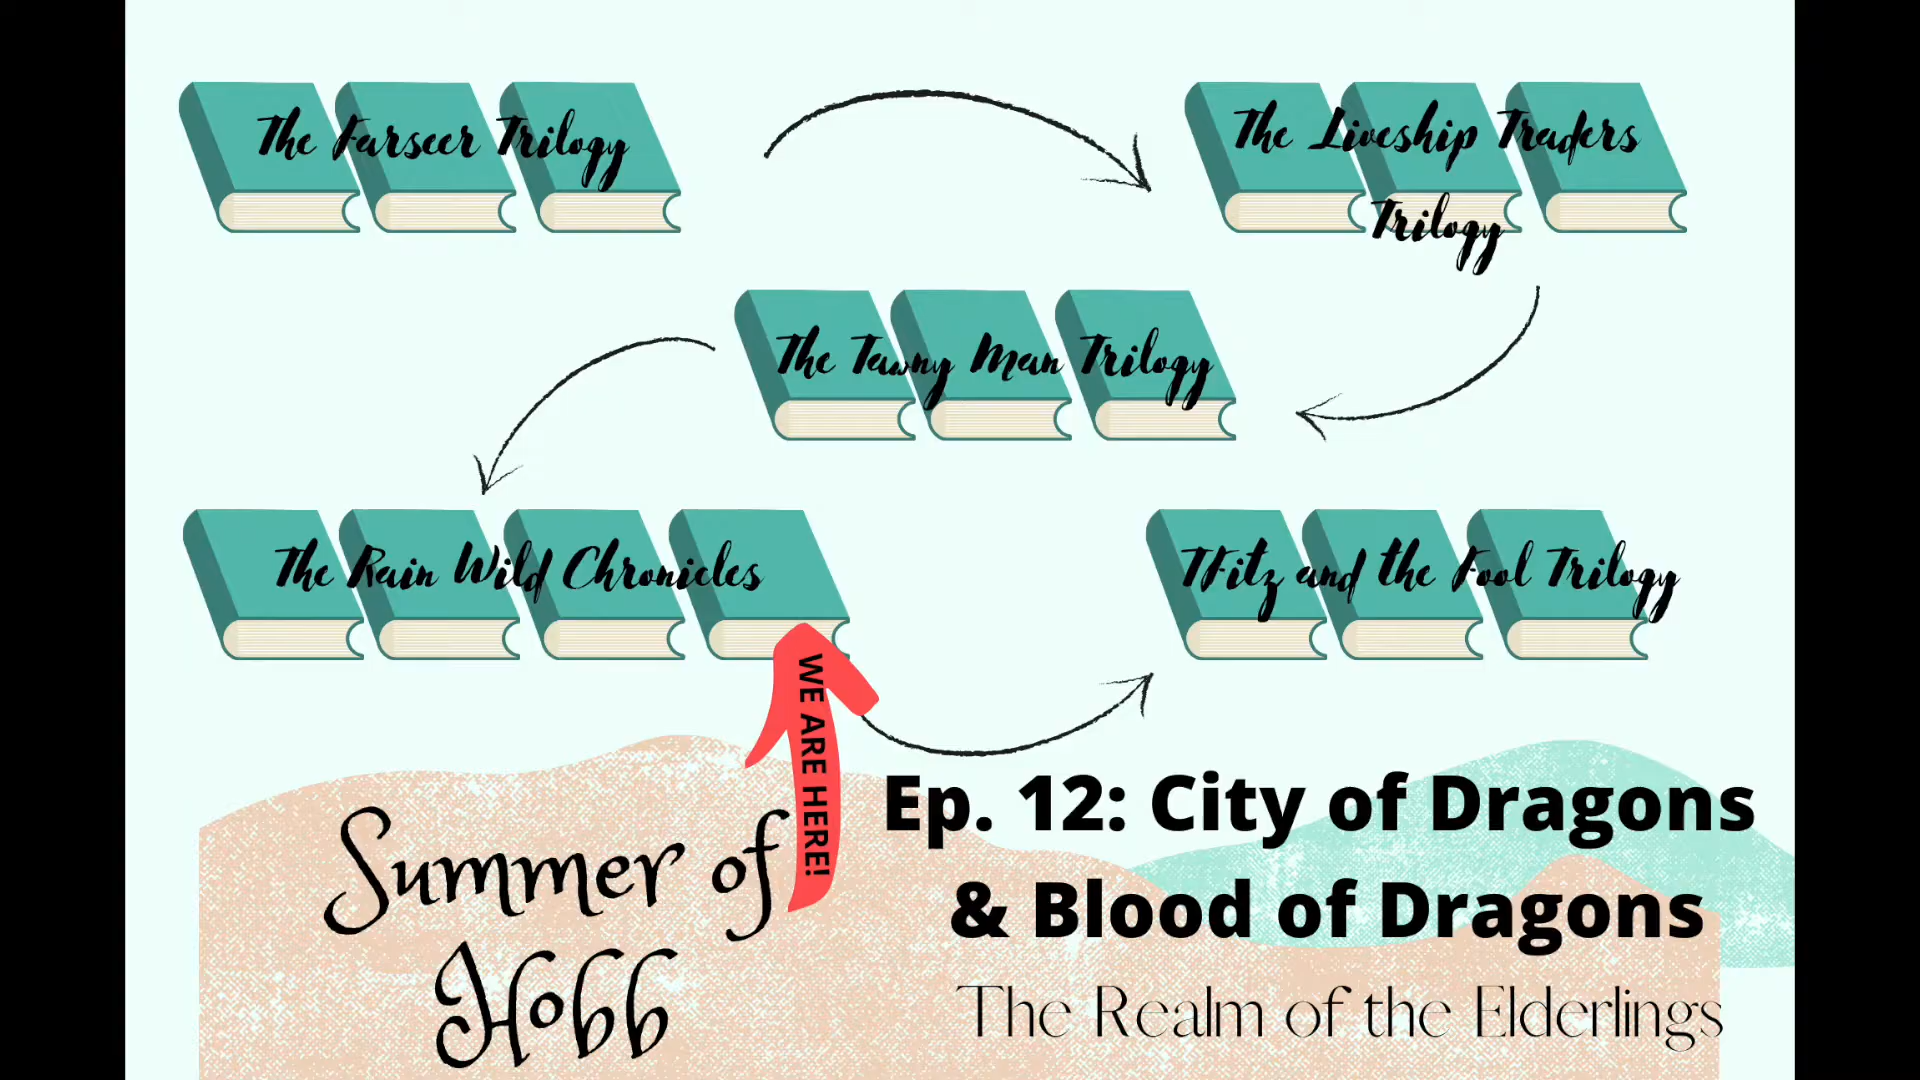 The Farseer Trilogy
The Liveship Traders
Trilogy
The Tawny Man Trilogy
The Rain Wild Chronicles
TFitz and the Fool Trilogy
WE ARE HERE!
Summer of
Hobb
Ep. 12: City of Dragons
& Blood of Dragons
The Realm of the Elderlings